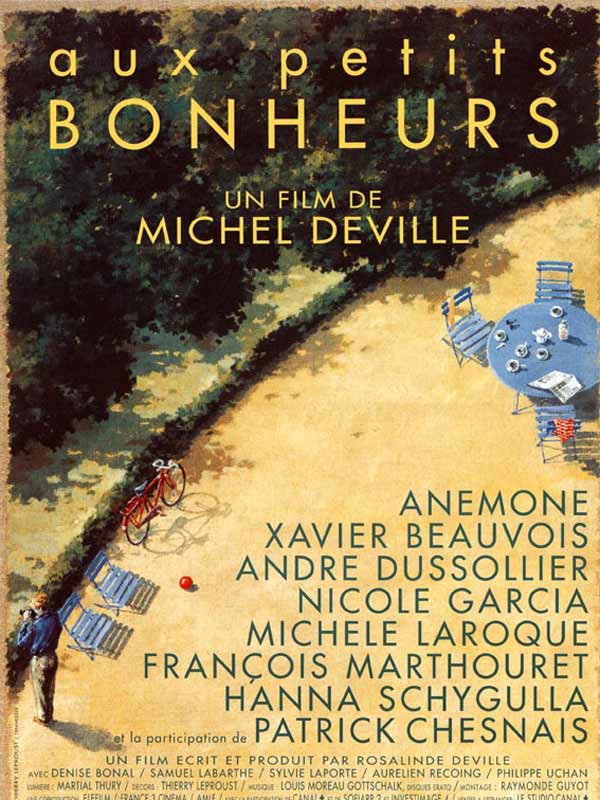 aux petits
BONHEURS
UN FILM DE
MICHEL DEVILLE
ANEMONE
XAVIER BEAUVOIS
ANDRE DUSSOLLIER
NICOLE GARCIA
MICHELE LAROQUE
FRANÇOIS MARTHOURET
HANNA SCHYGULLA
et la participation de PATRICK CHESNAIS
UN FILM ECRIT ET PRODUIT PAR ROSALINDE DEVILLE
AVEC DENISE BONAL / SAMUEL LABARTHE / SYLVIE LAPORTE / AURELIEN RECOING / PHILIPPE UCHAN
LUMIERE : MARTIAL THURY / DECORS : THIERRY LEPROUST / MUSIQUE : LOUIS MOREAU GOTTSCHALK, DISQUES ERATO / MONTAGE : RAYMONDE GUYOT